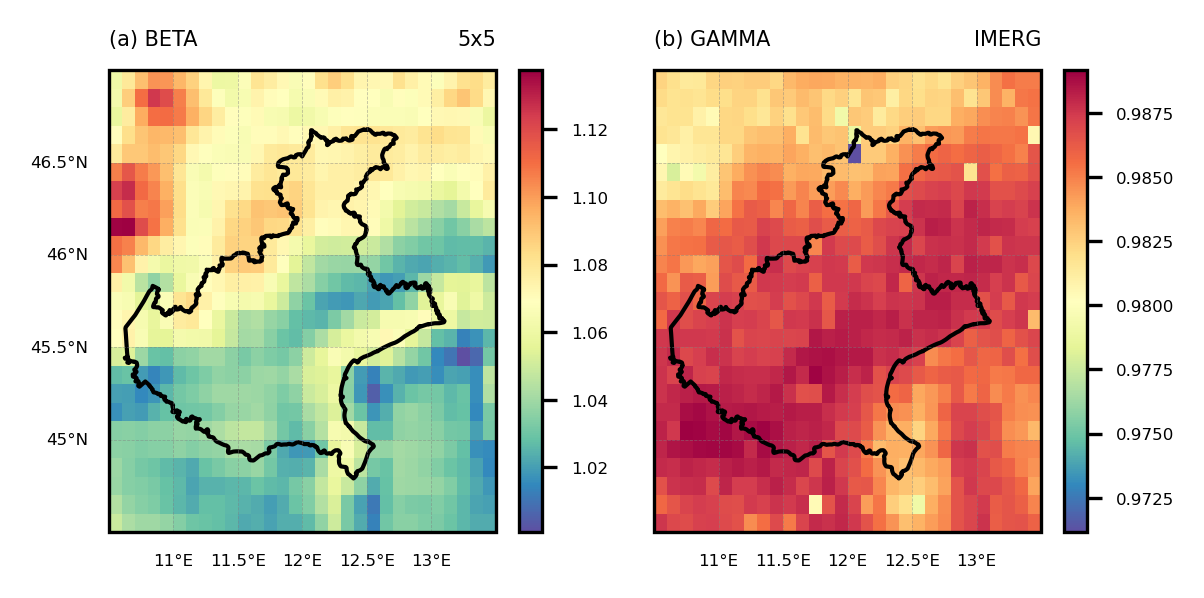 (a) BETA 5x5
(b) GAMMA IMERG
46.5°N
46°N
45.5°N
45°N
11°E 11.5°E 12°E 12.5°E 13°E
1.12
1.10
1.08
1.06
1.04
1.02
11°E 11.5°E 12°E 12.5°E 13°E
0.9875
0.9850
0.9825
0.9800
0.9775
0.9750
0.9725